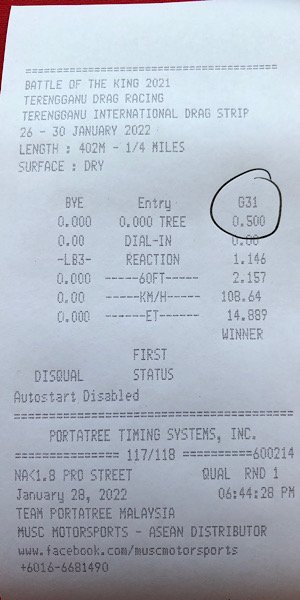 ==========================================
BATTLE OF THE KING 2021
TERENGGANU DRAG RACING
TERENGGANU INTERNATIONAL DRAG STRIP
26 - 30 JANUARY 2022
LENGTH : 402M - 1/4 MILES
SURFACE : DRY
BYE Entry G31
0.000 0.000 TREE 0.500
0.00 DIAL-IN 0.00
-LB3- REACTION 1.146
0.000 -----60FT----- 2.157
0.00 ------KM/H----- 108.64
0.000 ------ET------ 14.889
WINNER
FIRST
DISQUAL STATUS
Autostart Disabled
==========================================
PORTATREE TIMING SYSTEMS, INC.
=============== 117/118 ==========600214
NA<1.8 PRO STREET QUAL RND 1
January 28, 2022 06:44:28 PM
TEAM PORTATREE MALAYSIA
MUSC MOTORSPORTS - ASEAN DISTRIBUTOR
www.facebook.com/muscmotorsports
+6016-6681490